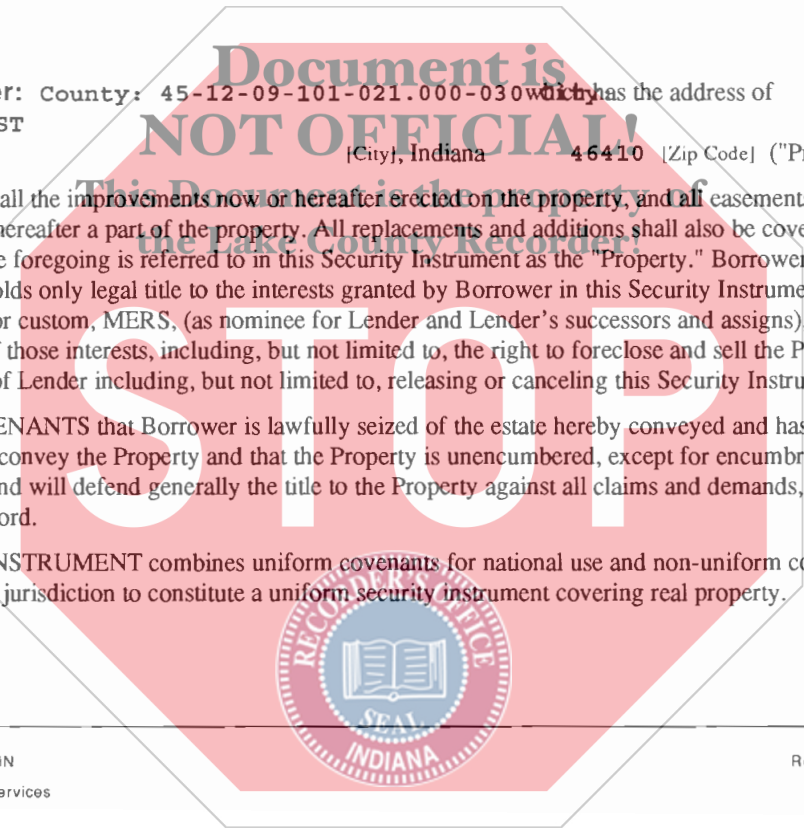 Document is
er: County: 45-12-09-101-021.000-030 which has the address of
ST
NOT OFFICIAL!
[City], Indiana 46410 [Zip Code] ("Pr
This Document is the property of
all the improvements now or hereafter erected on the property, and all easements
hereafter a part of the property. All replacements and additions shall also be cove
the Lake County Recorder!
e foregoing is referred to in this Security Instrument as the "Property." Borrower
olds only legal title to the interests granted by Borrower in this Security Instrume
or custom, MERS, (as nominee for Lender and Lender's successors and assigns),
f those interests, including, but not limited to, the right to foreclose and sell the P
of Lender including, but not limited to, releasing or canceling this Security Instru
STOP
ENANTS that Borrower is lawfully seized of the estate hereby conveyed and has
convey the Property and that the Property is unencumbered, except for encumbr
nd will defend generally the title to the Property against all claims and demands,
ord.
NSTRUMENT combines uniform covenants for national use and non-uniform co
jurisdiction to constitute a uniform security instrument covering real property.
RECORDER'S OFFICE
SEAL
INDIANA
IN
R
ervices